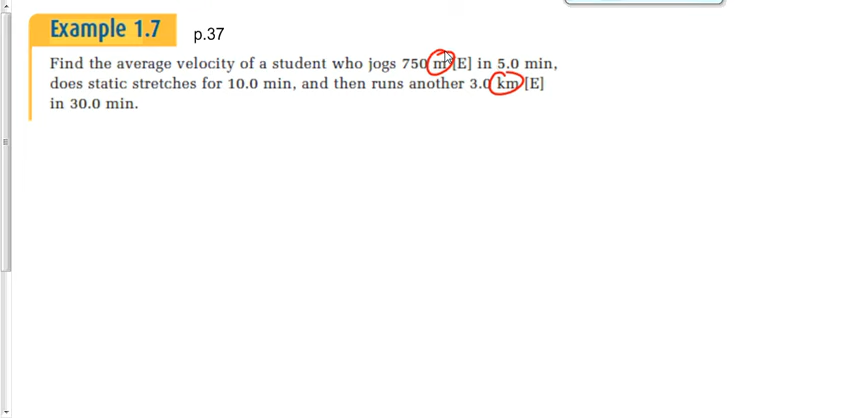 Example 1.7 p.37
Find the average velocity of a student who jogs 750 m [E] in 5.0 min,
does static stretches for 10.0 min, and then runs another 3.0 km [E]
in 30.0 min.